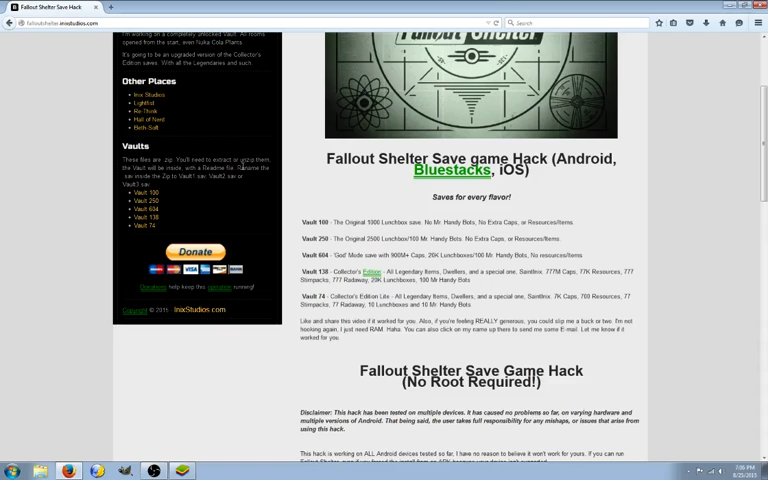 Fallout Shelter Save Hack
falloutshelter.inixstudios.com
Search
I'm working on a completely uncooked Vault. All rooms
opened from the start, even Nuka Cola Plants.
It's going to be an upgraded version of the Collector's
Edition saves. With all the Legendaries and such.
Other Places
Inix Studios
Lightfist
Re-Think
Hall of Nerd
Beth-Soft
Vaults
These files are .zip. You'll need to extract or unzip them,
the Vault will be inside, with a Readme file. Rename the
.sav inside the Zip to Vault1.sav. Vault2.sav or
Vault3.sav.
Vault 100
Vault 250
Vault 604
Vault 138
Vault 74
Donate
Donations help keep this operation running!
Copyright © 2015 · InixStudios.com
FALLOUT SHELTER
Fallout Shelter Save game Hack (Android,
Bluestacks, iOS)
Saves for every flavor!
Vault 100 - The Original 1000 Lunchbox save. No Mr. Handy Bots, No Extra Caps, or Resources/Items.
Vault 250 - The Original 2500 Lunchbox/100 Mr. Handy Bots. No Extra Caps, or Resources/Items.
Vault 604 - 'God' Mode save with 900M+ Caps, 20K Lunchboxes/100 Mr. Handy Bots, No resources/Items
Vault 138 - Collector's Edition - All Legendary Items, Dwellers, and a special one, SaintInix. 777M Caps, 77K Resources, 777
Stimpacks, 777 Radaway, 20K Lunchboxes, 100 Mr Handy Bots
Vault 74 - Collector's Edition Lite - All Legendary Items, Dwellers, and a special one, SaintInix. 7K Caps, 700 Resources, 77
Stimpacks, 77 Radaway, 10 Lunchboxes and 10 Mr. Handy Bots.
Like and share this video if it worked for you. Also, if you're feeling REALLY generous, you could slip me a back or two. I'm not
hooking again. I just need RAM. Haha. You can also click on my name up there to send me some E-mail. Let me know if it
worked for you.
Fallout Shelter Save Game Hack
(No Root Required!)
Disclaimer: This hack has been tested on multiple devices. It has caused no problems so far, on varying hardware and
multiple versions of Android. That being said, the user takes full responsibility for any mishaps, or issues that arise from
using this hack.
This hack is working on ALL Android devices tested so far, I have no reason to believe it won't work for yours. If you can run
7:06 PM
8/25/2015